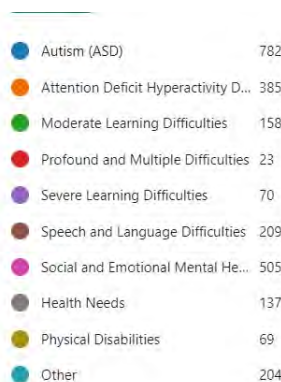 Autism (ASD) 782
Attention Deficit Hyperactivity D... 385
Moderate Learning Difficulties 158
Profound and Multiple Difficulties 23
Severe Learning Difficulties 70
Speech and Language Difficulties 209
Social and Emotional Mental He... 505
Health Needs 137
Physical Disabilities 69
Other 204